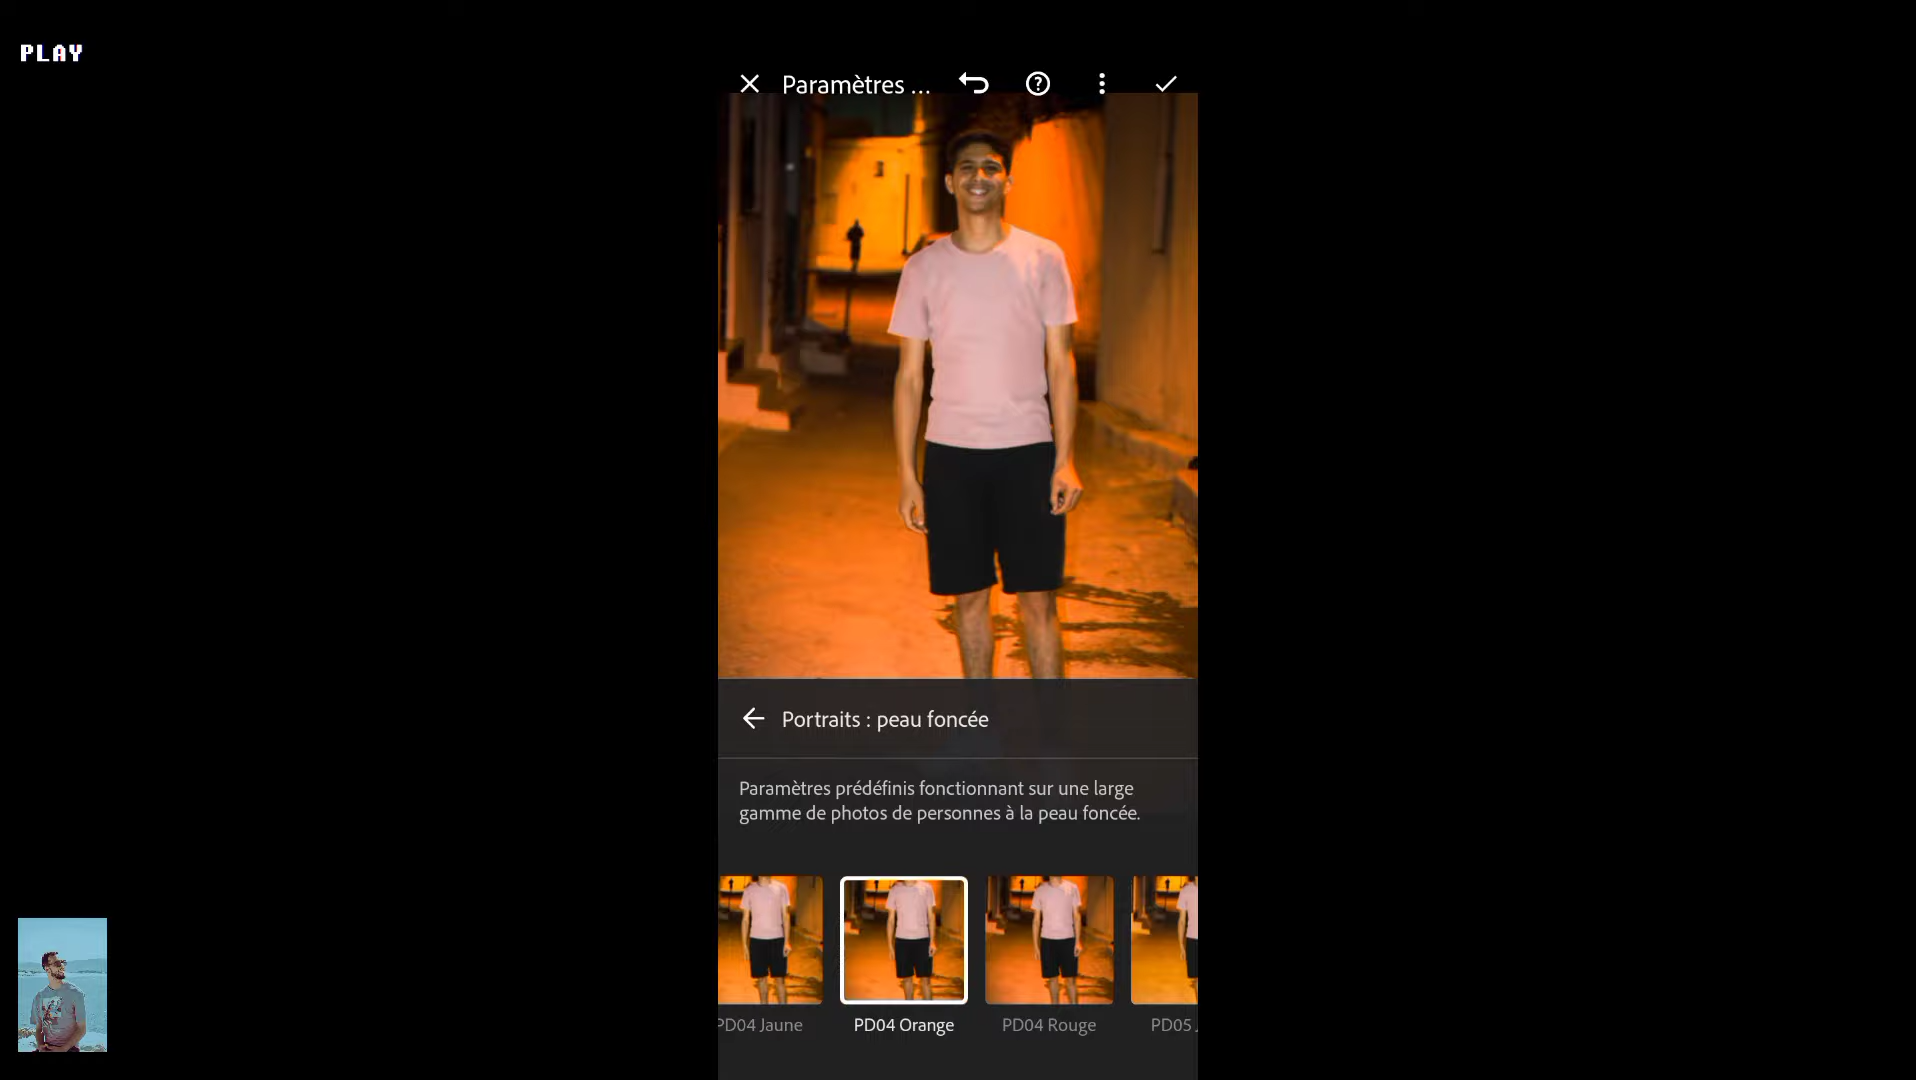 PLAY
Paramètres ...
Portraits : peau foncée
Paramètres prédéfinis fonctionnant sur une large
gamme de photos de personnes à la peau foncée.
PD04 Jaune
PD04 Orange
PD04 Rouge
PD05